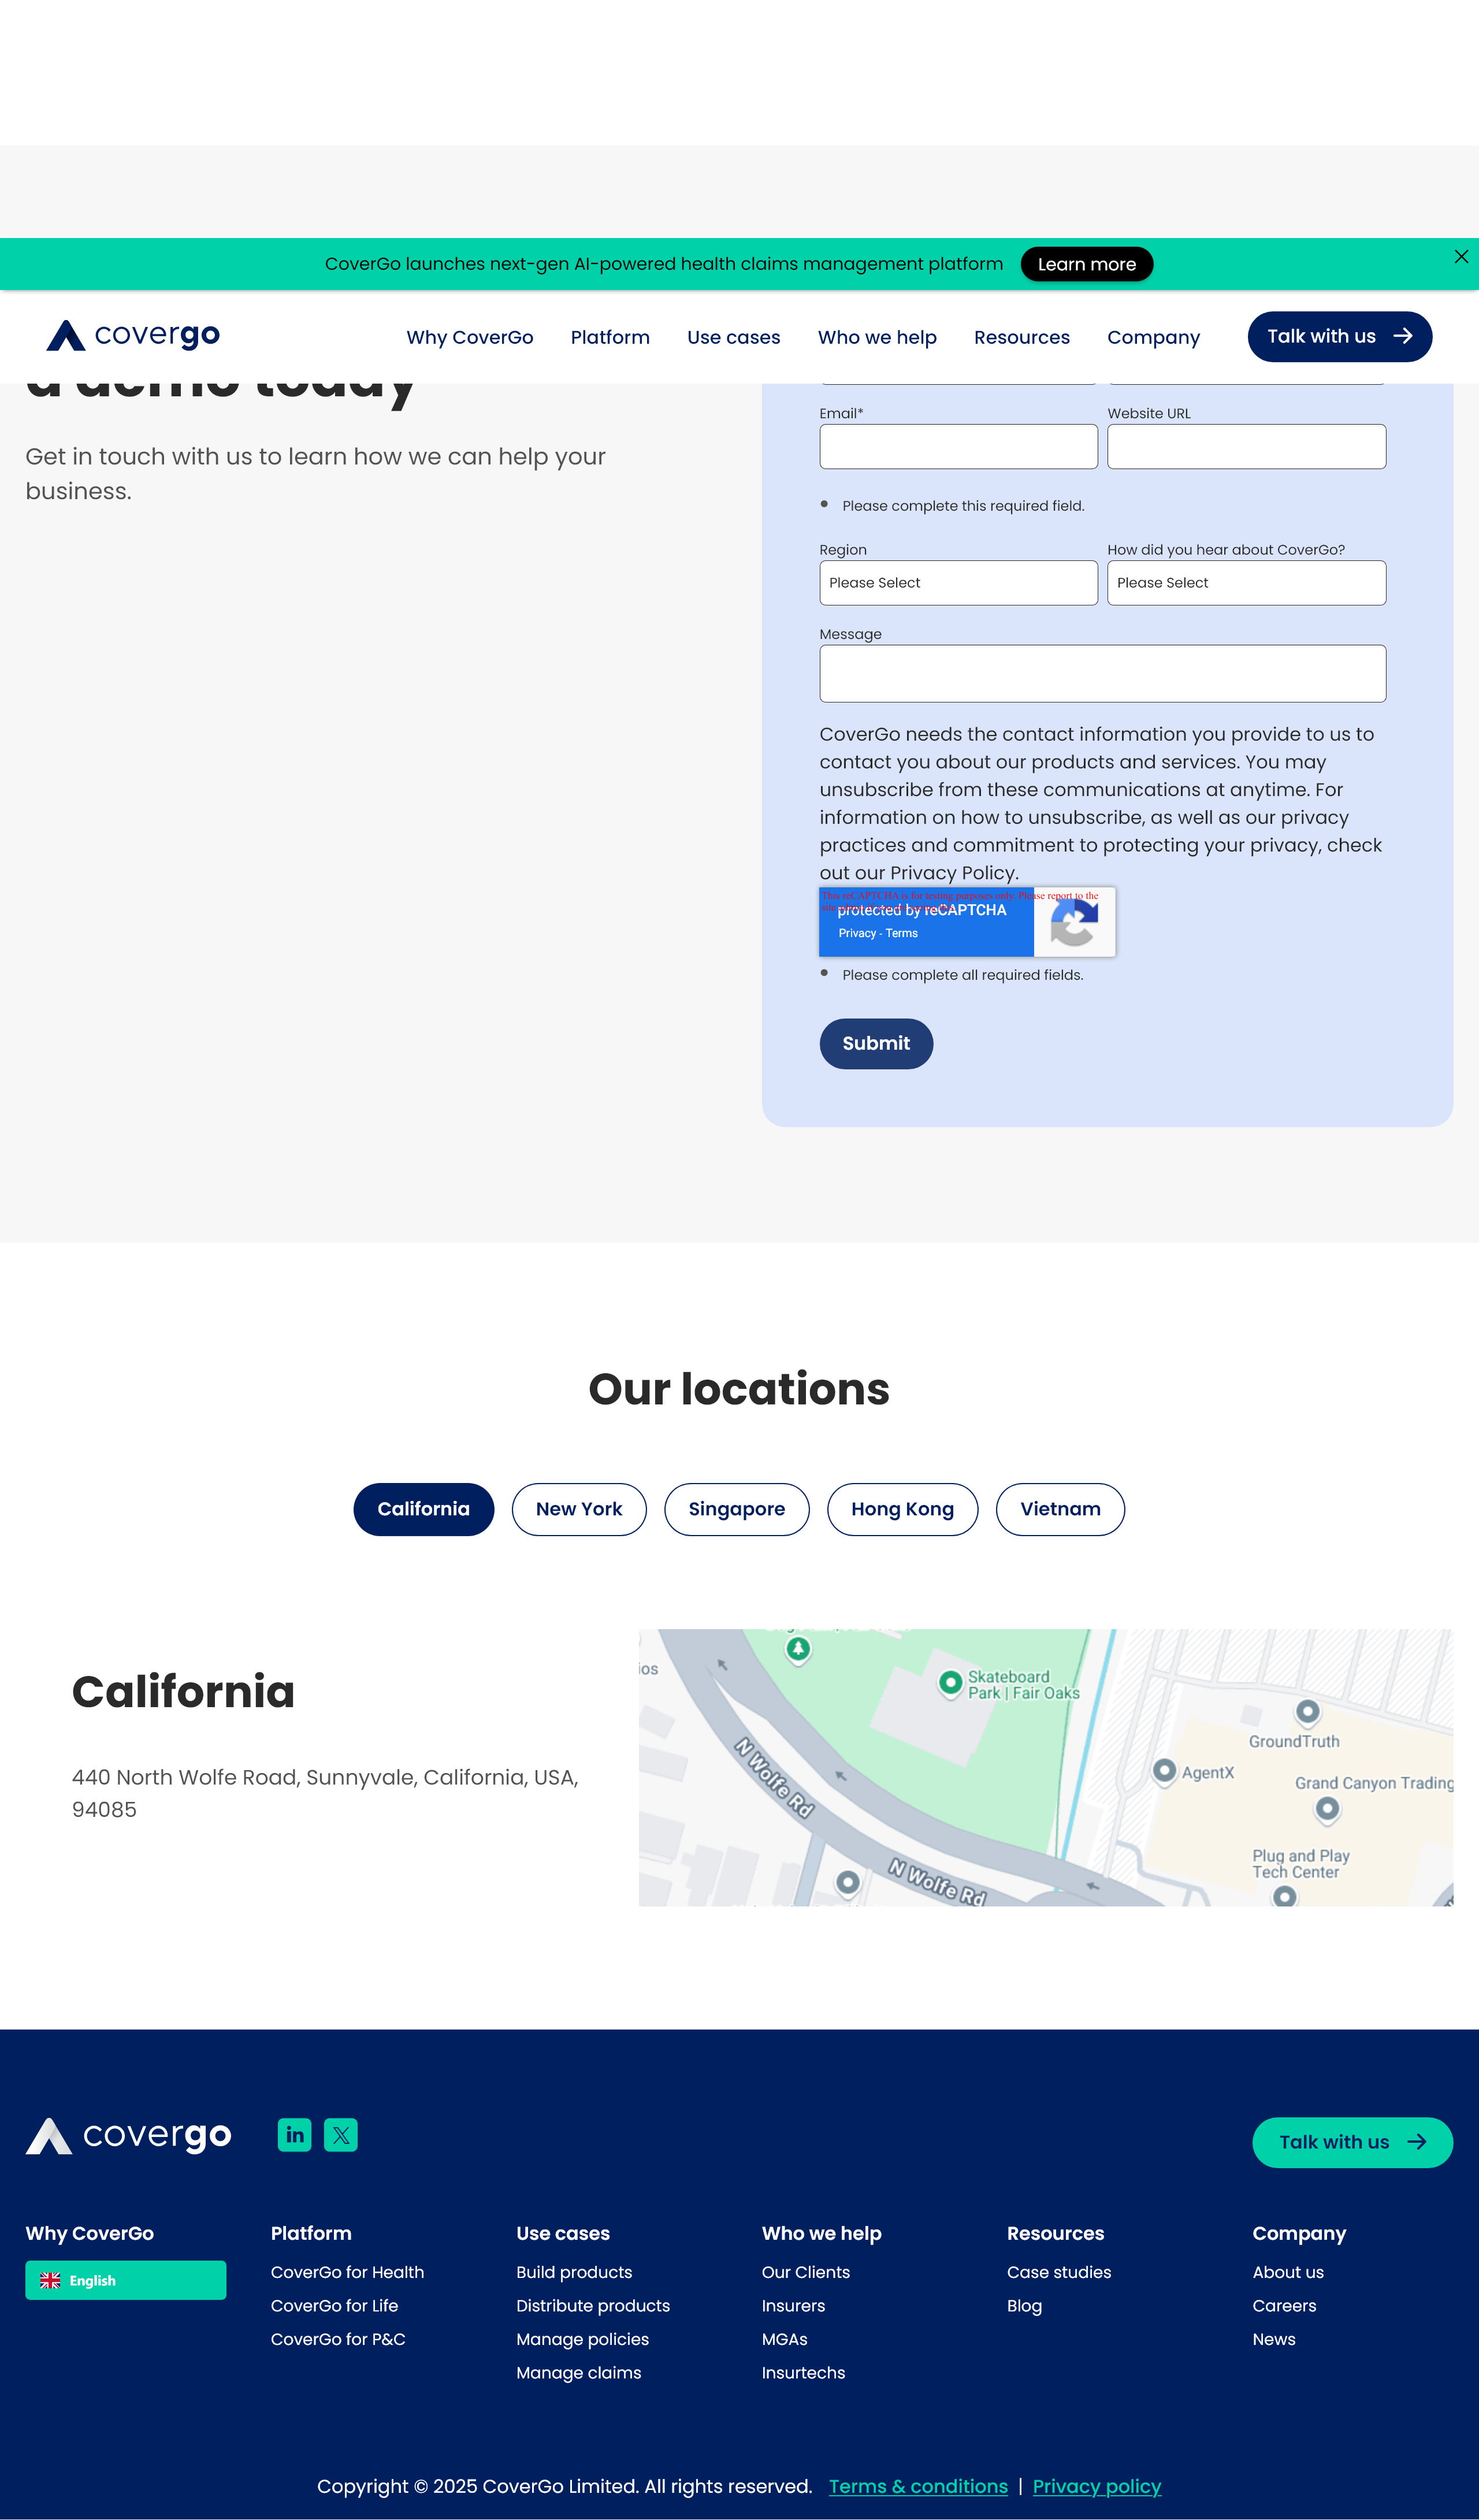 CoverGo launches next-gen AI-powered health claims management platform
Learn more
covergo
Why CoverGo
Platform
Use cases
Who we help
Resources
Company
Talk with us
a demo today
Get in touch with us to learn how we can help your
business.
Email*
Website URL
Please complete this required field.
Region
How did you hear about CoverGo?
Please Select
Please Select
Message
CoverGo needs the contact information you provide to us to
contact you about our products and services. You may
unsubscribe from these communications at anytime. For
information on how to unsubscribe, as well as our privacy
practices and commitment to protecting your privacy, check
out our Privacy Policy.
This reCAPTCHA is for testing purposes only. Please report to the
protected by reCAPTCHA
Privacy - Terms
Please complete all required fields.
Submit
Our locations
California
New York
Singapore
Hong Kong
Vietnam
California
440 North Wolfe Road, Sunnyvale, California, USA,
94085
ios
Skateboard
Park | Fair Oaks
GroundTruth
AgentX
Grand Canyon Trading
Plug and Play
Tech Center
N Wolfe Rd
N Wolfe Rd
covergo
in
X
Talk with us
Why CoverGo
English
Platform
CoverGo for Health
CoverGo for Life
CoverGo for P&C
Use cases
Build products
Distribute products
Manage policies
Manage claims
Who we help
Our Clients
Insurers
MGAs
Insurtechs
Resources
Case studies
Blog
Company
About us
Careers
News
Copyright © 2025 CoverGo Limited. All rights reserved. Terms & conditions | Privacy policy